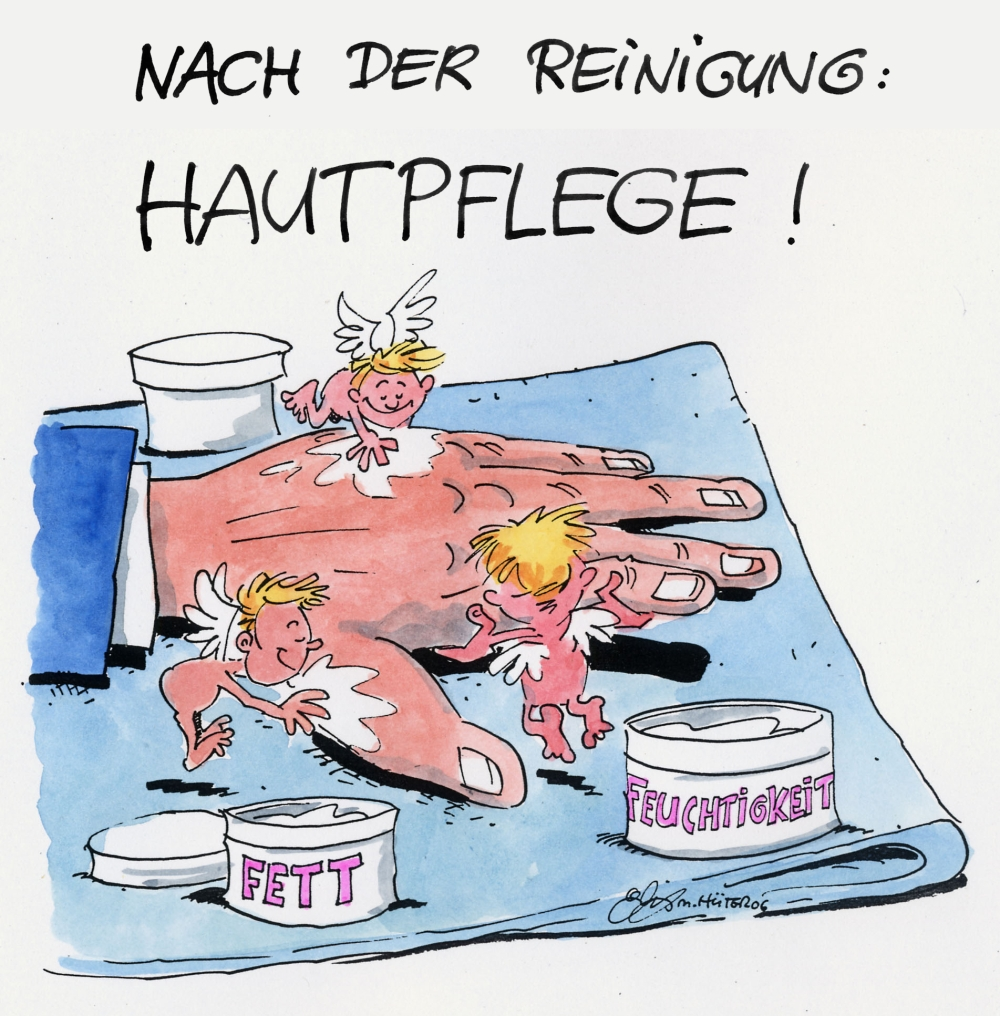 NACH DER REINIGUNG:
HAUTPFLEGE!
FEUCHTIGKEIT
FETT